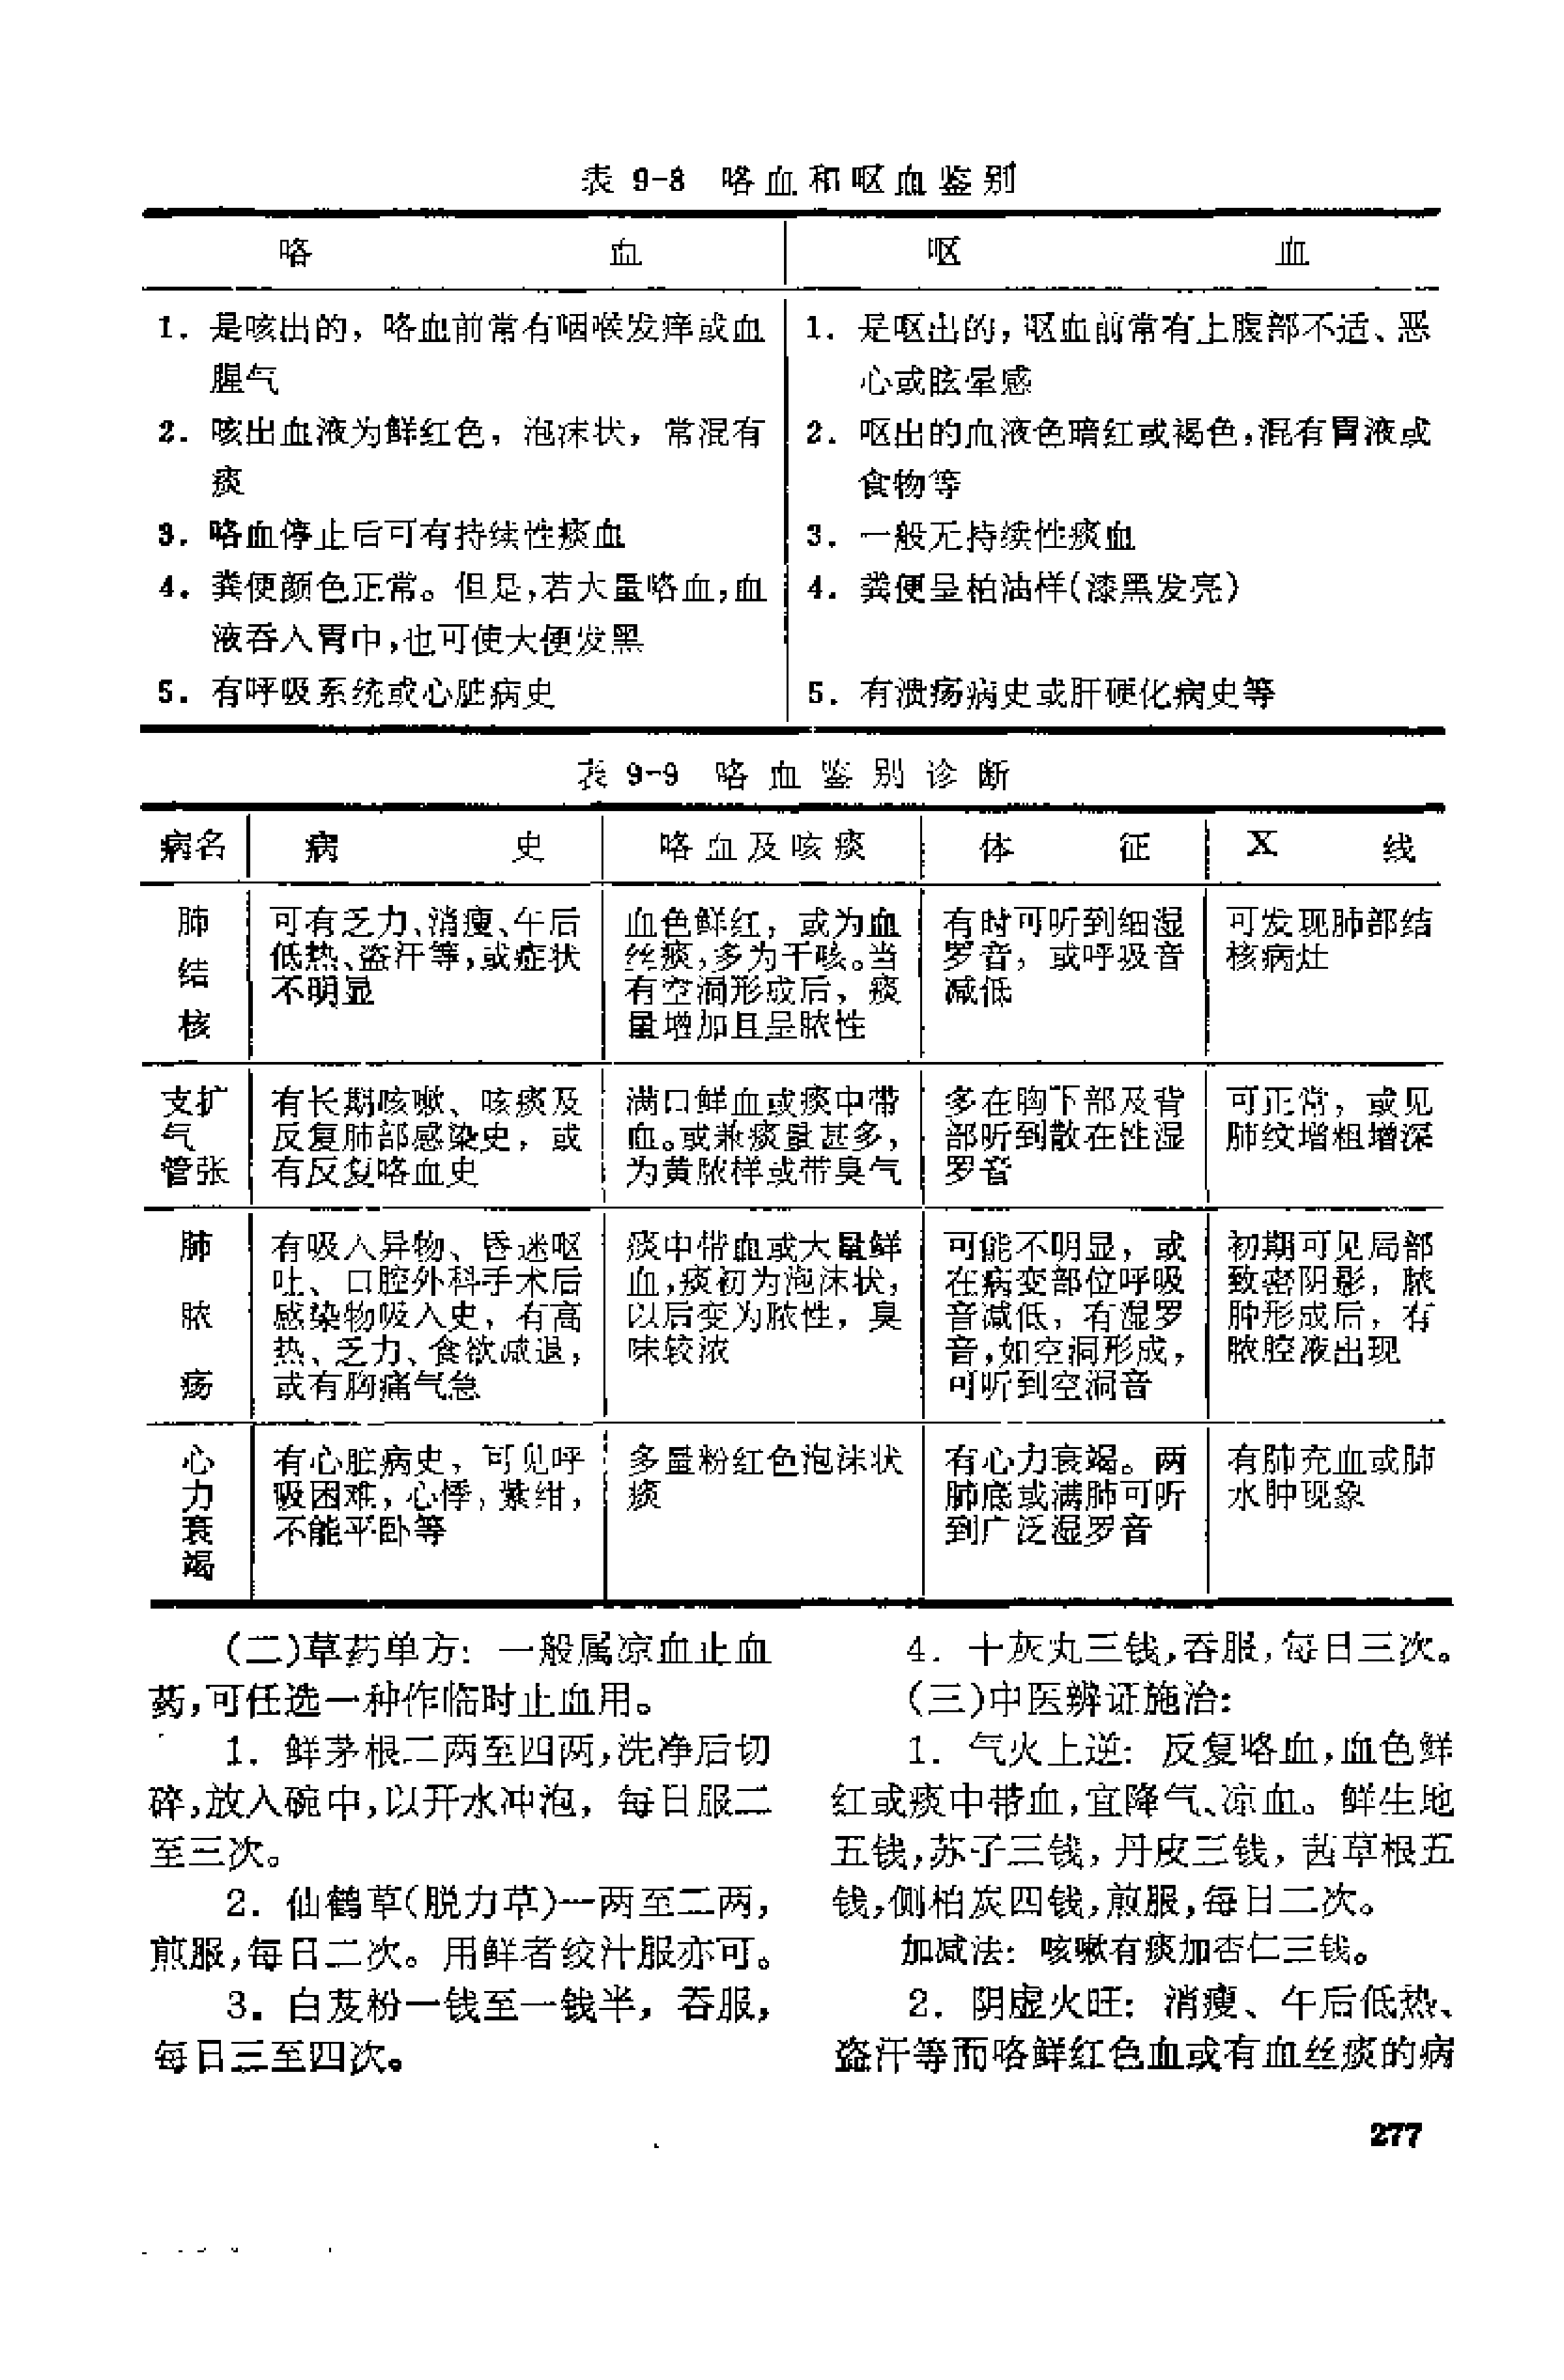 表 9-8 咯血和呕血鉴别
咯 血 呕 血
1. 是咳出的，咯血前常有咽喉发痒或血
腥气
2. 咳出血液为鲜红色，泡沫状，常混有
痰
3. 咯血停止后可有持续性痰血
4. 粪便颜色正常。但是，若大量咯血，血
液吞入胃中，也可使大便发黑
5. 有呼吸系统或心脏病史
1. 是呕出的，呕血前常有上腹部不适、恶
心或眩晕感
2. 呕出的血液色暗红或褐色，混有胃液或
食物等
3. 一般无持续性痰血
4. 粪便呈柏油样（漆黑发亮）
5. 有溃疡病史或肝硬化病史等
表 9-9 咯血鉴别诊断
病名 病 史 咯血及咳痰 体 征 X 线
肺
结
核
可有乏力、消瘦、午后
低热、盗汗等，或症状
不明显
血色鲜红，或为血
丝痰，多为干咳。当
有空洞形成后，痰
量增加且呈脓性
有时可听到细湿
罗音，或呼吸音
减低
可发现肺部结
核病灶
支扩
气
管张
有长期咳嗽、咳痰及
反复肺部感染史，或
有反复咯血史
满口鲜血或痰中带
血。或兼痰量甚多，
为黄脓样或带臭气
多在胸下部及背
部听到散在性湿
罗音
可正常，或见
肺纹增粗增深
肺
脓
疡
有吸入异物、昏迷呕
吐、口腔外科手术后
感染物吸入史，有高
热、乏力、食欲减退，
或有胸痛气急
痰中带血或大量鲜
血，痰初为泡沫状，
以后变为脓性，臭
味较浓
可能不明显，或
在病变部位呼吸
音减低，有湿罗
音，如空洞形成，
可听到空洞音
初期可见局部
致密阴影，脓
肿形成后，有
脓腔液出现
心
力
衰
竭
有心脏病史，可见呼
吸困难，心悸，紫绀，
不能平卧等
多量粉红色泡沫状
痰
有心力衰竭。两
肺底或满肺可听
到广泛湿罗音
有肺充血或肺
水肿现象
（二）草药单方：一般属凉血止血
药，可任选一种作临时止血用。
1. 鲜茅根二两至四两，洗净后切
碎，放入碗中，以开水冲泡，每日服二
至三次。
2. 仙鹤草（脱力草）一两至二两，
煎服，每日二次。用鲜者绞汁服亦可。
3. 白芨粉一钱至一钱半，吞服，
每日三至四次。
4. 十灰丸三钱，吞服，每日三次。
（三）中医辨证施治：
1. 气火上逆：反复咯血，血色鲜
红或痰中带血，宜降气、凉血。鲜生地
五钱，苏子三钱，丹皮三钱，茜草根五
钱，侧柏炭四钱，煎服，每日二次。
加减法：咳嗽有痰加杏仁三钱。
2. 阴虚火旺：消瘦、午后低热、
盗汗等而咯鲜红色血或有血丝痰的病
277